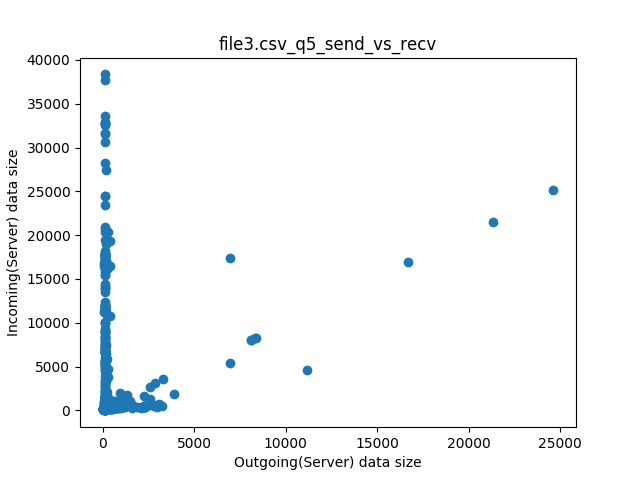 file3.csv_q5_send_vs_recv
40000
35000
30000
25000
20000
15000
10000
5000
0
Incoming(Server) data size
0 5000 10000 15000 20000 25000
Outgoing(Server) data size